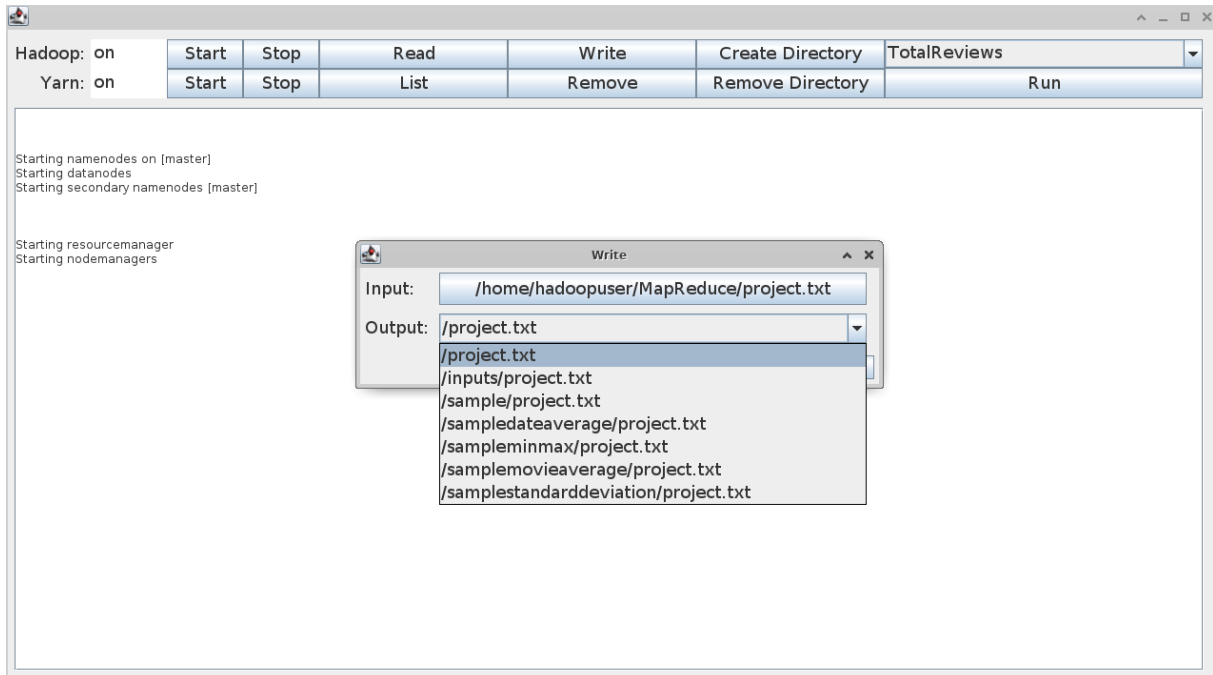 Hadoop: on Start Stop Read Write Create Directory TotalReviews
Yarn: on Start Stop List Remove Remove Directory Run
Starting namenodes on [master]
Starting datanodes
Starting secondary namenodes [master]
Starting resourcemanager
Starting nodemanagers
Write
Input: /home/hadoopuser/MapReduce/project.txt
Output: /project.txt
/project.txt
/inputs/project.txt
/sample/project.txt
/sampledateaverage/project.txt
/sampleminmax/project.txt
/samplemovieaverage/project.txt
/samplestandarddeviation/project.txt